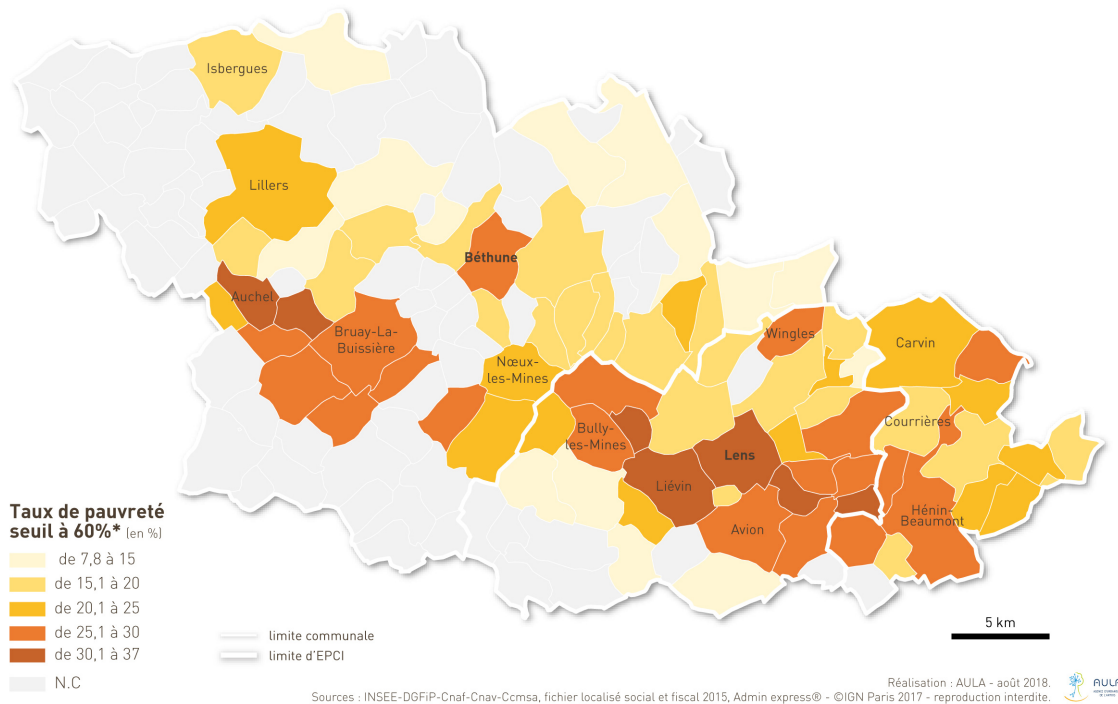 Isbergues
Lillers
Béthune
Auchel
Bruay-La-
Buissière
Nœux-
les-Mines
Wingles
Carvin
Courrières
Bully-
les-Mines
Lens
Liévin
Avion
Hénin-
Beaumont
Taux de pauvreté
seuil à 60%* (en %)
de 7,8 à 15
de 15,1 à 20
de 20,1 à 25
de 25,1 à 30
de 30,1 à 37
N.C
limite communale
limite d'EPCI
5 km
Réalisation : AULA - août 2018.
Sources : INSEE-DGFiP-Cnaf-Cnav-Ccmsa, fichier localisé social et fiscal 2015, Admin express® - ©IGN Paris 2017 - reproduction interdite.
AULA